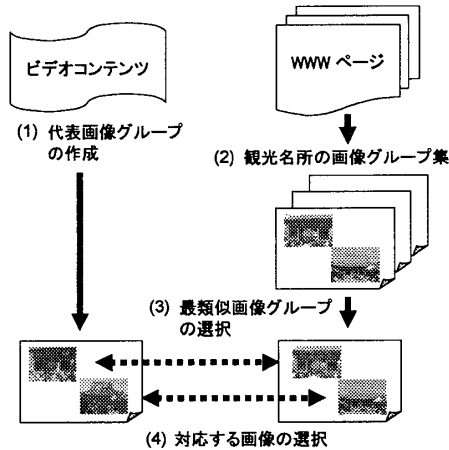 ビデオコンテンツ
WWW ページ
(1) 代表画像グループ
の作成
(2) 観光名所の画像グループ集
(3) 最類似画像グループ
の選択
(4) 対応する画像の選択